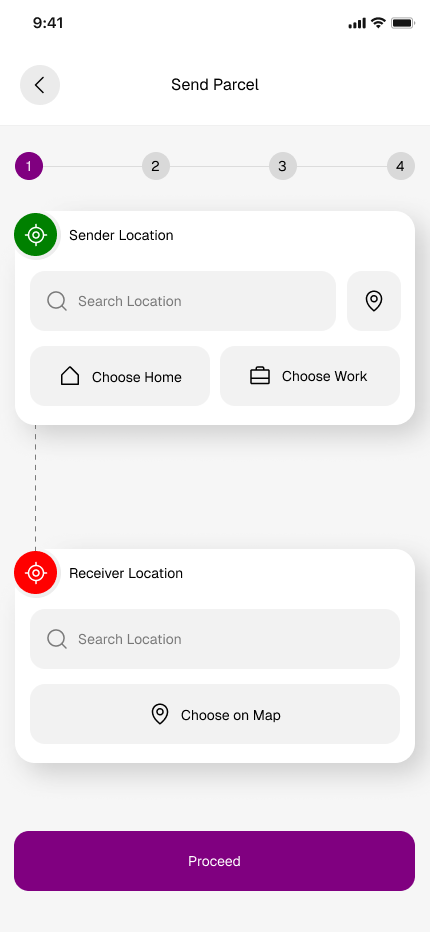 9:41
Send Parcel
1 2 3 4
Sender Location
Search Location
Choose Home Choose Work
Receiver Location
Search Location
Choose on Map
Proceed